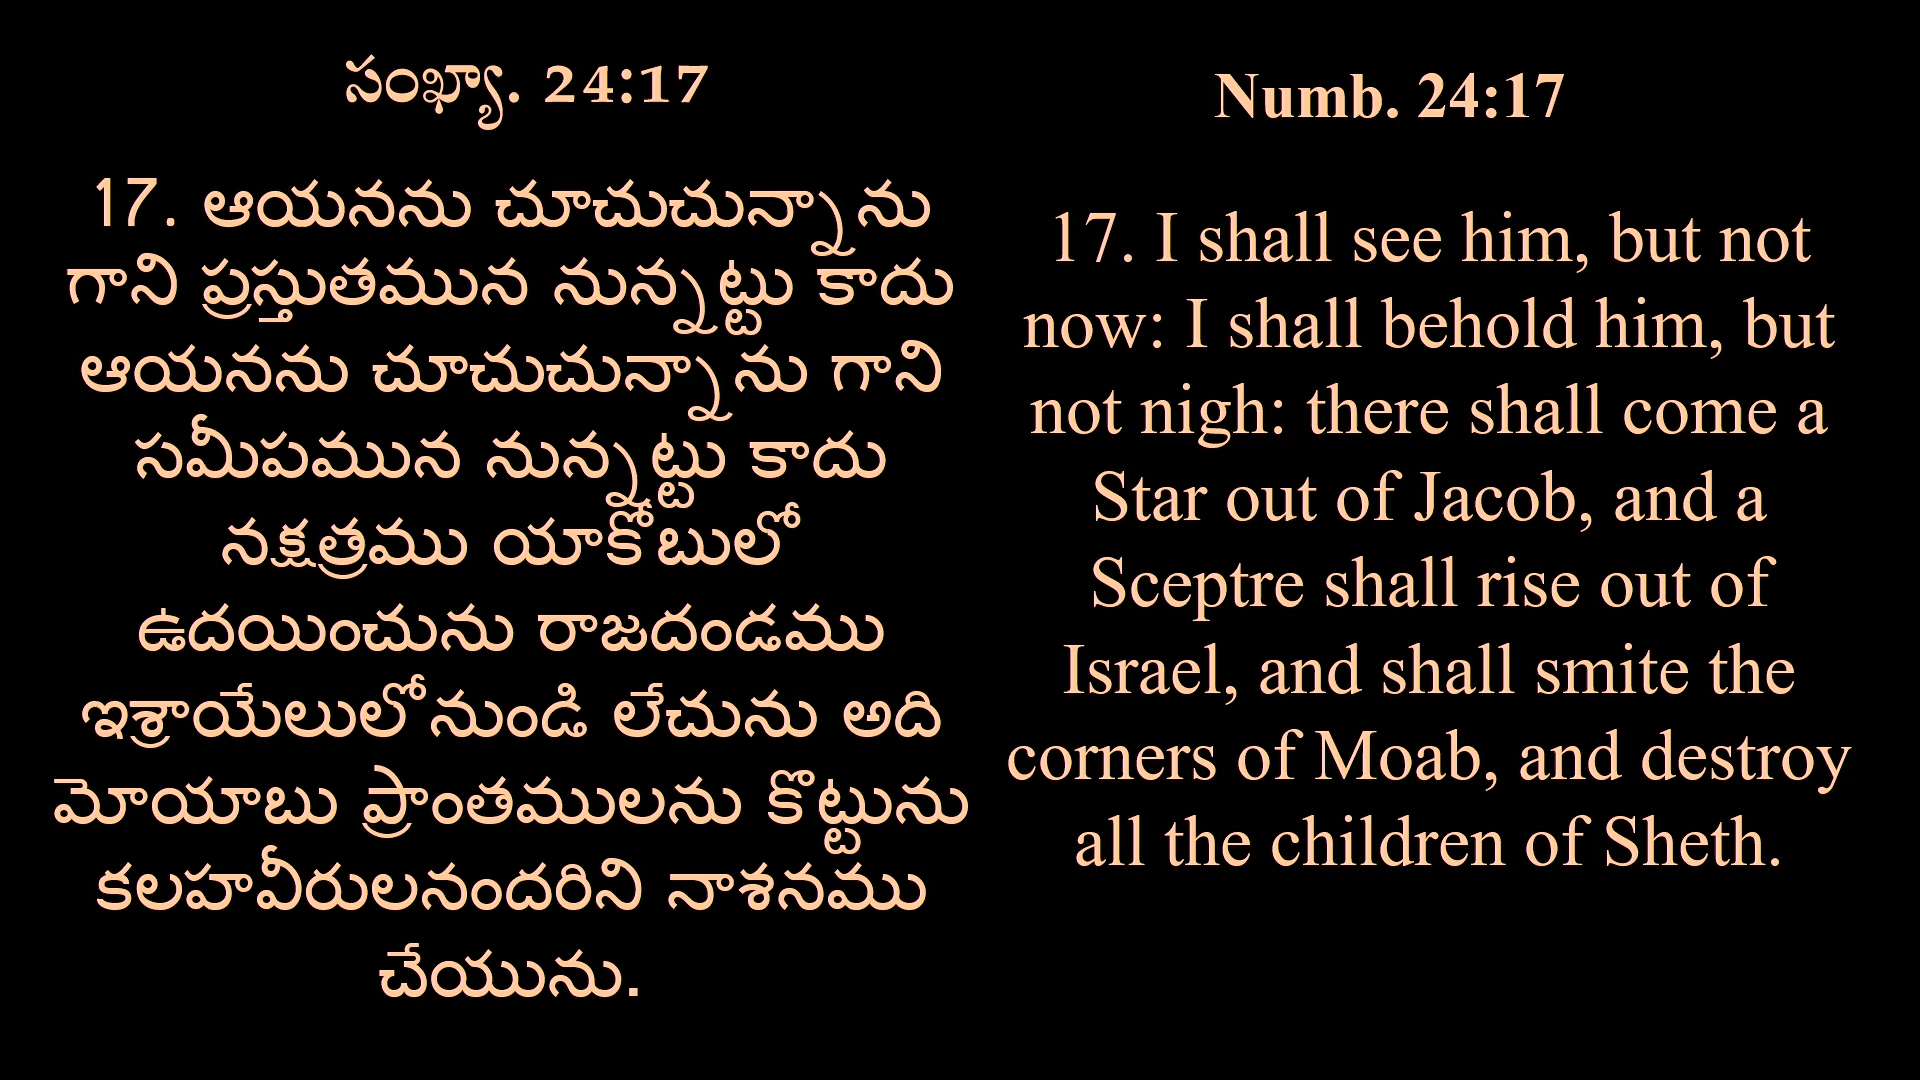 సంఖ్యా. 24:17
17. ఆయనను చూచుచున్నాను
గాని ప్రస్తుతమున నున్నట్టు కాదు
ఆయనను చూచుచున్నాను గాని
సమీపమున నున్నట్టు కాదు
నక్షత్రము యాకోబులో
ఉదయించును రాజదండము
ఇశ్రాయేలులోనుండి లేచును అది
మోయాబు ప్రాంతములను కొట్టును
కలహవీరులనందరిని నాశనము
చేయును.
Numb. 24:17
17. I shall see him, but not
now: I shall behold him, but
not nigh: there shall come a
Star out of Jacob, and a
Sceptre shall rise out of
Israel, and shall smite the
corners of Moab, and destroy
all the children of Sheth.